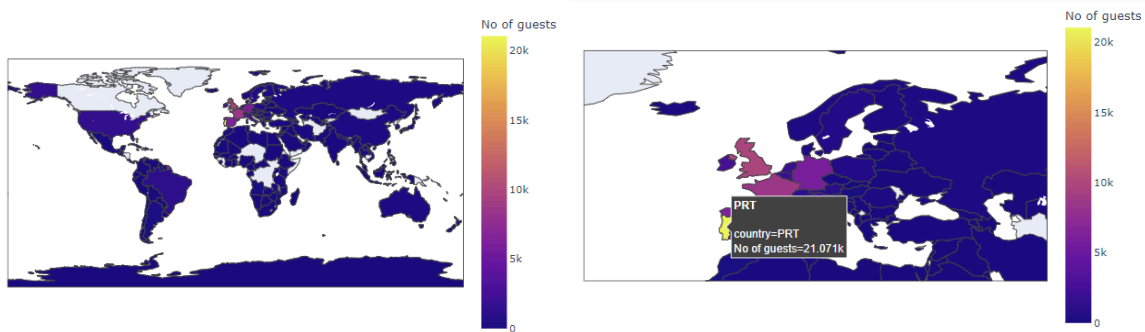 No of guests
20k
15k
10k
5k
0
No of guests
20k
15k
10k
5k
0
PRT
country=PRT
No of guests=21.071k